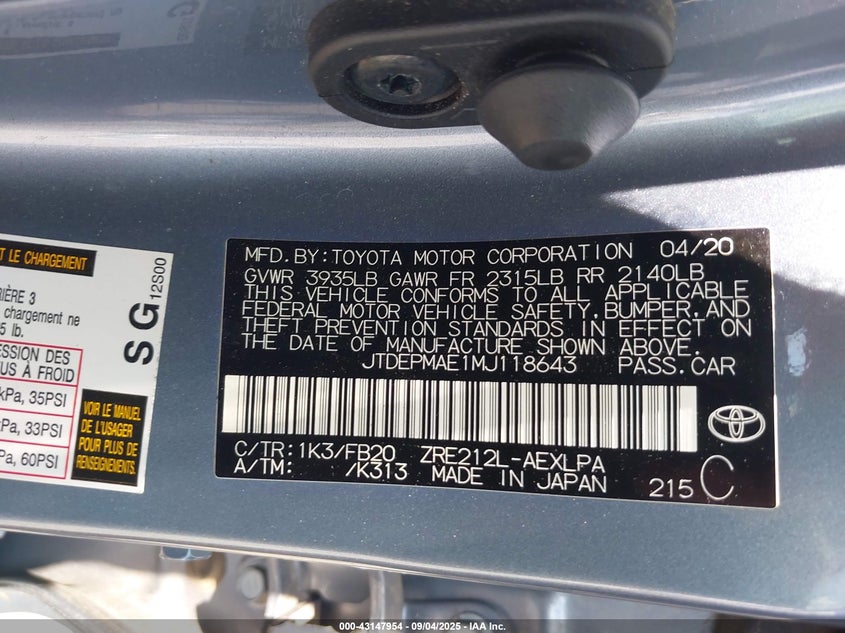 T LE CHARGEMENT
IÈRE 3
chargement ne
5 lb.
ESSION DES
US À FROID
kPa, 35PSI
Pa, 33PSI
Pa, 60PSI
SG
12S00
VOIR LE MANUEL
DE L'USAGER
POUR PLUS DE
RENSEIGNEMENTS
MFD.BY:TOYOTA MOTOR CORPORATION 04/20
GVWR 3935LB GAWR FR 2315LB RR 2140LB
THIS VEHICLE CONFORMS TO ALL APPLICABLE
FEDERAL MOTOR VEHICLE SAFETY,BUMPER,AND
THEFT PREVENTION STANDARDS IN EFFECT ON
THE DATE OF MANUFACTURE SHOWN ABOVE.
JTDEPMAE1MJ118643 PASS.CAR
C/TR:1K3/FB20 ZRE212L-AEXLPA
A/TM: /K313 MADE IN JAPAN
215 C
000-43147954 - 09/04/2025 - IAA Inc.